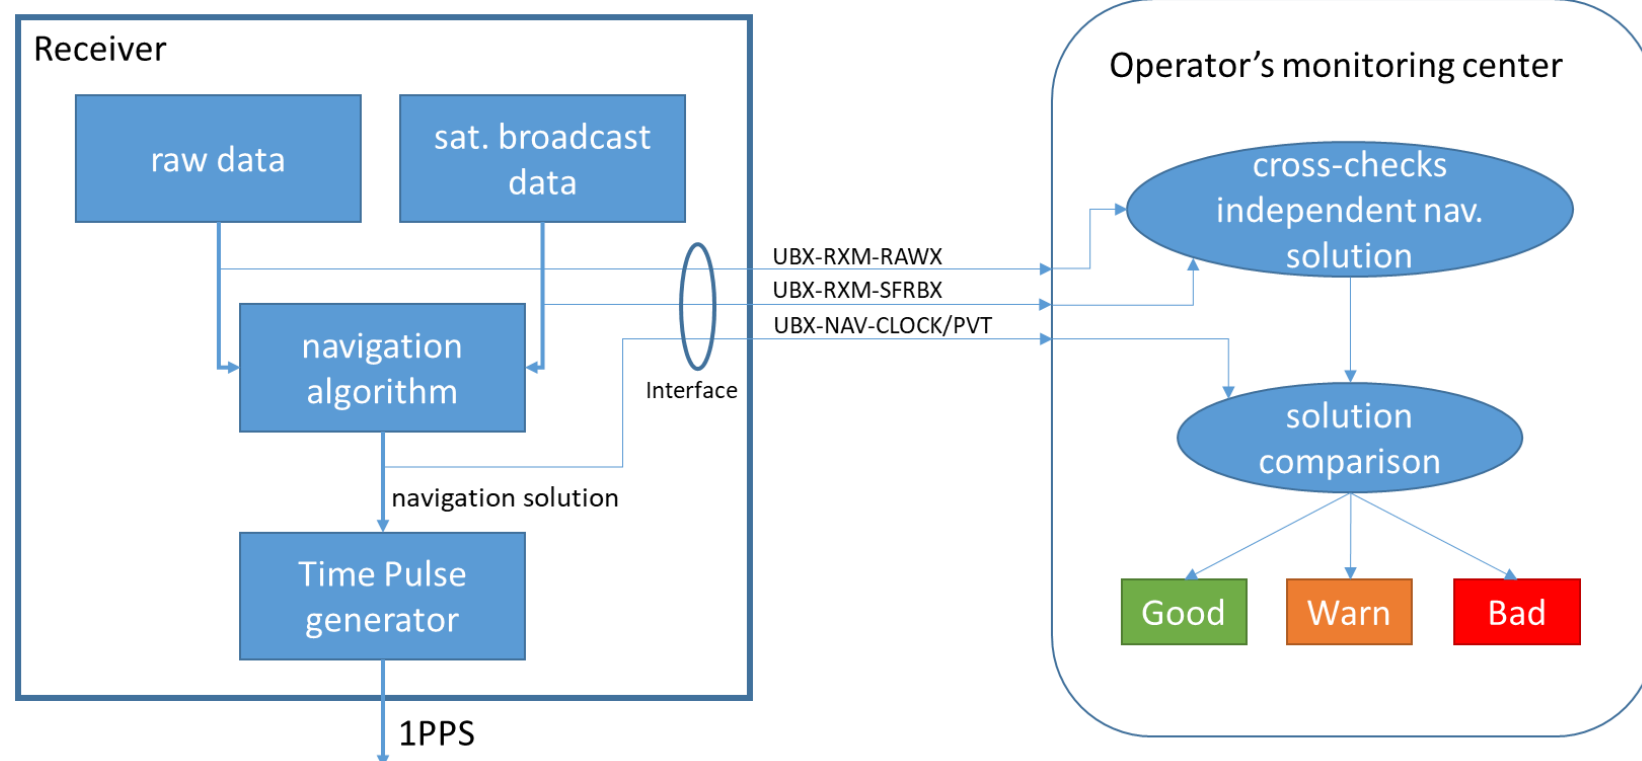 Receiver
raw data
sat. broadcast
data
navigation
algorithm
navigation solution
Time Pulse
generator
1PPS
Interface
UBX-RXM-RAWX
UBX-RXM-SFRBX
UBX-NAV-CLOCK/PVT
Operator’s monitoring center
cross-checks
independent nav.
solution
solution
comparison
Good
Warn
Bad